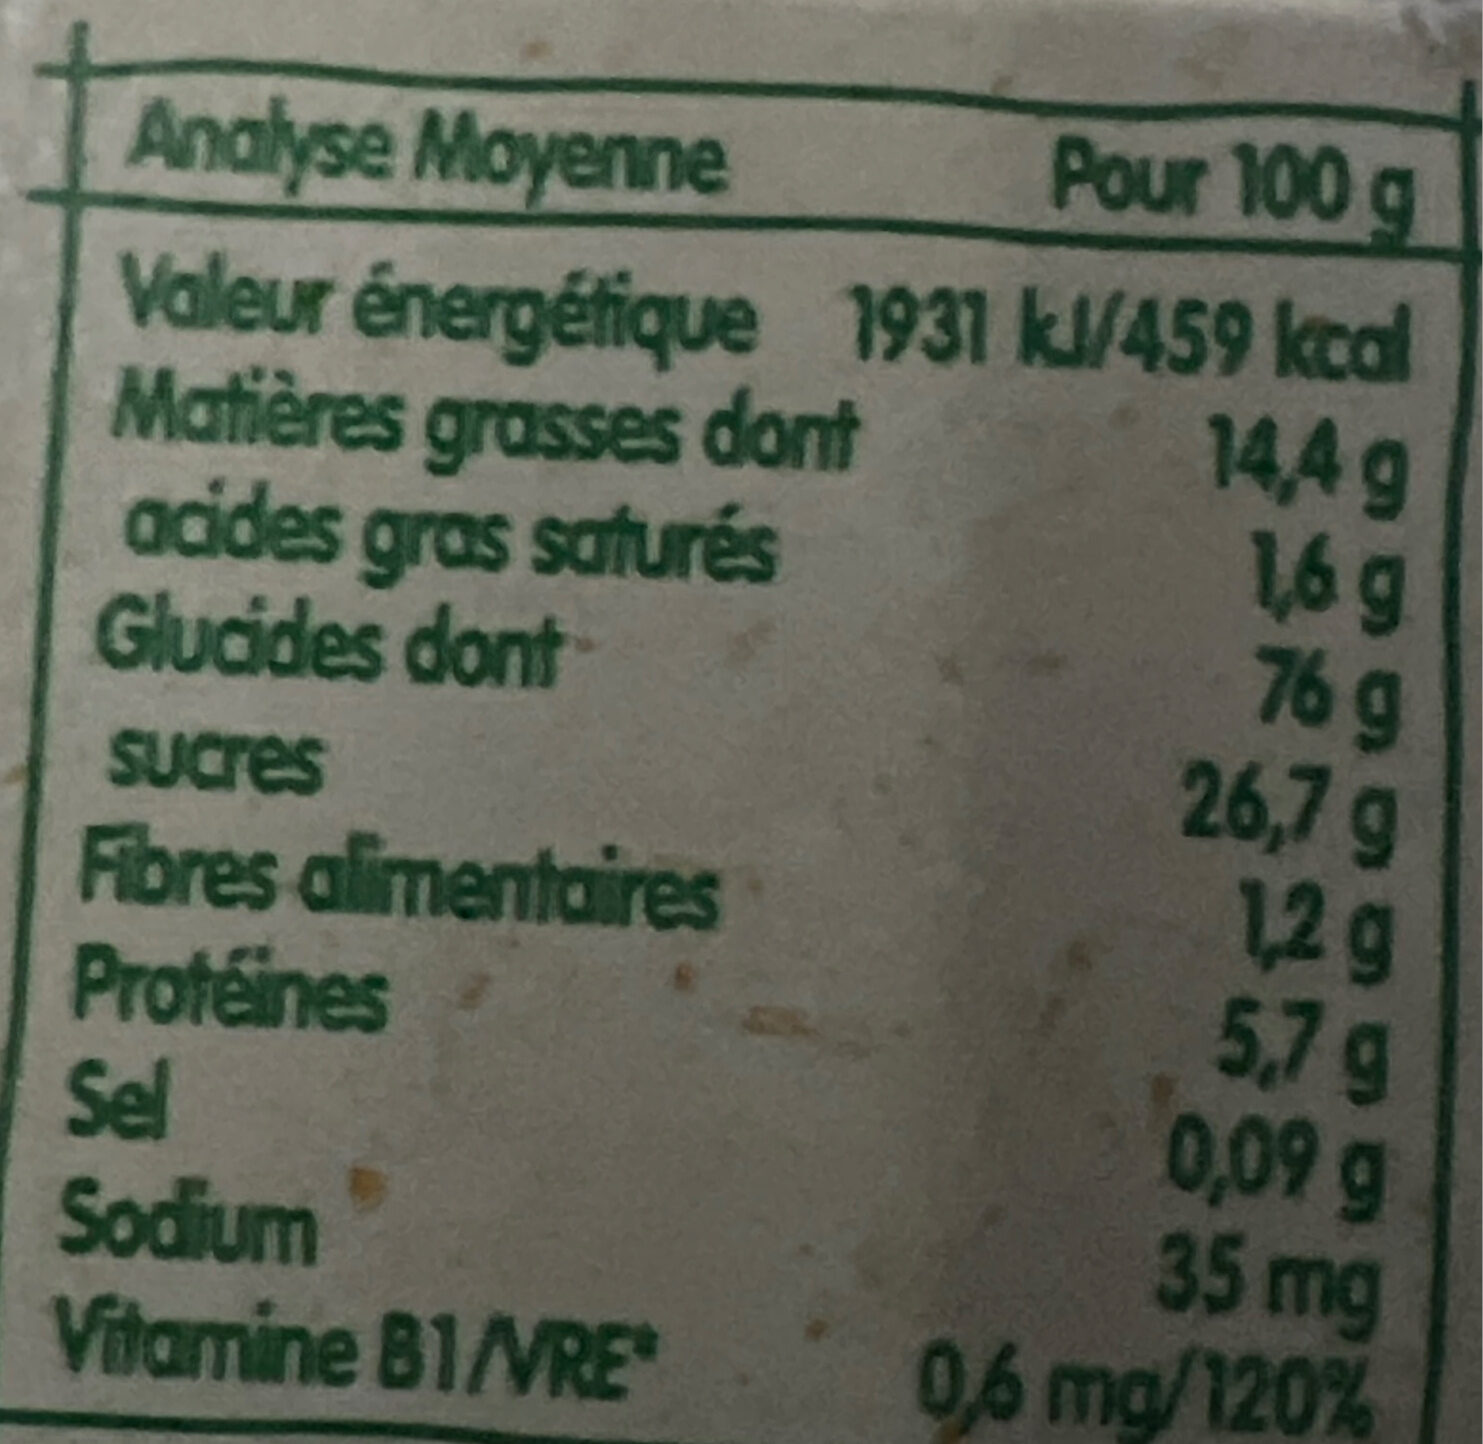 Analyse Moyenne Pour 100 g
Valeur énergétique 1931 kJ/459 kcal
Matières grasses dont 14,4 g
acides gras saturés 1,6 g
Glucides dont 76 g
sucres 26,7 g
Fibres alimentaires 1,2 g
Protéines 5,7 g
Sel 0,09 g
Sodium 35 mg
Vitamine B1/VRE* 0,6 mg/120%